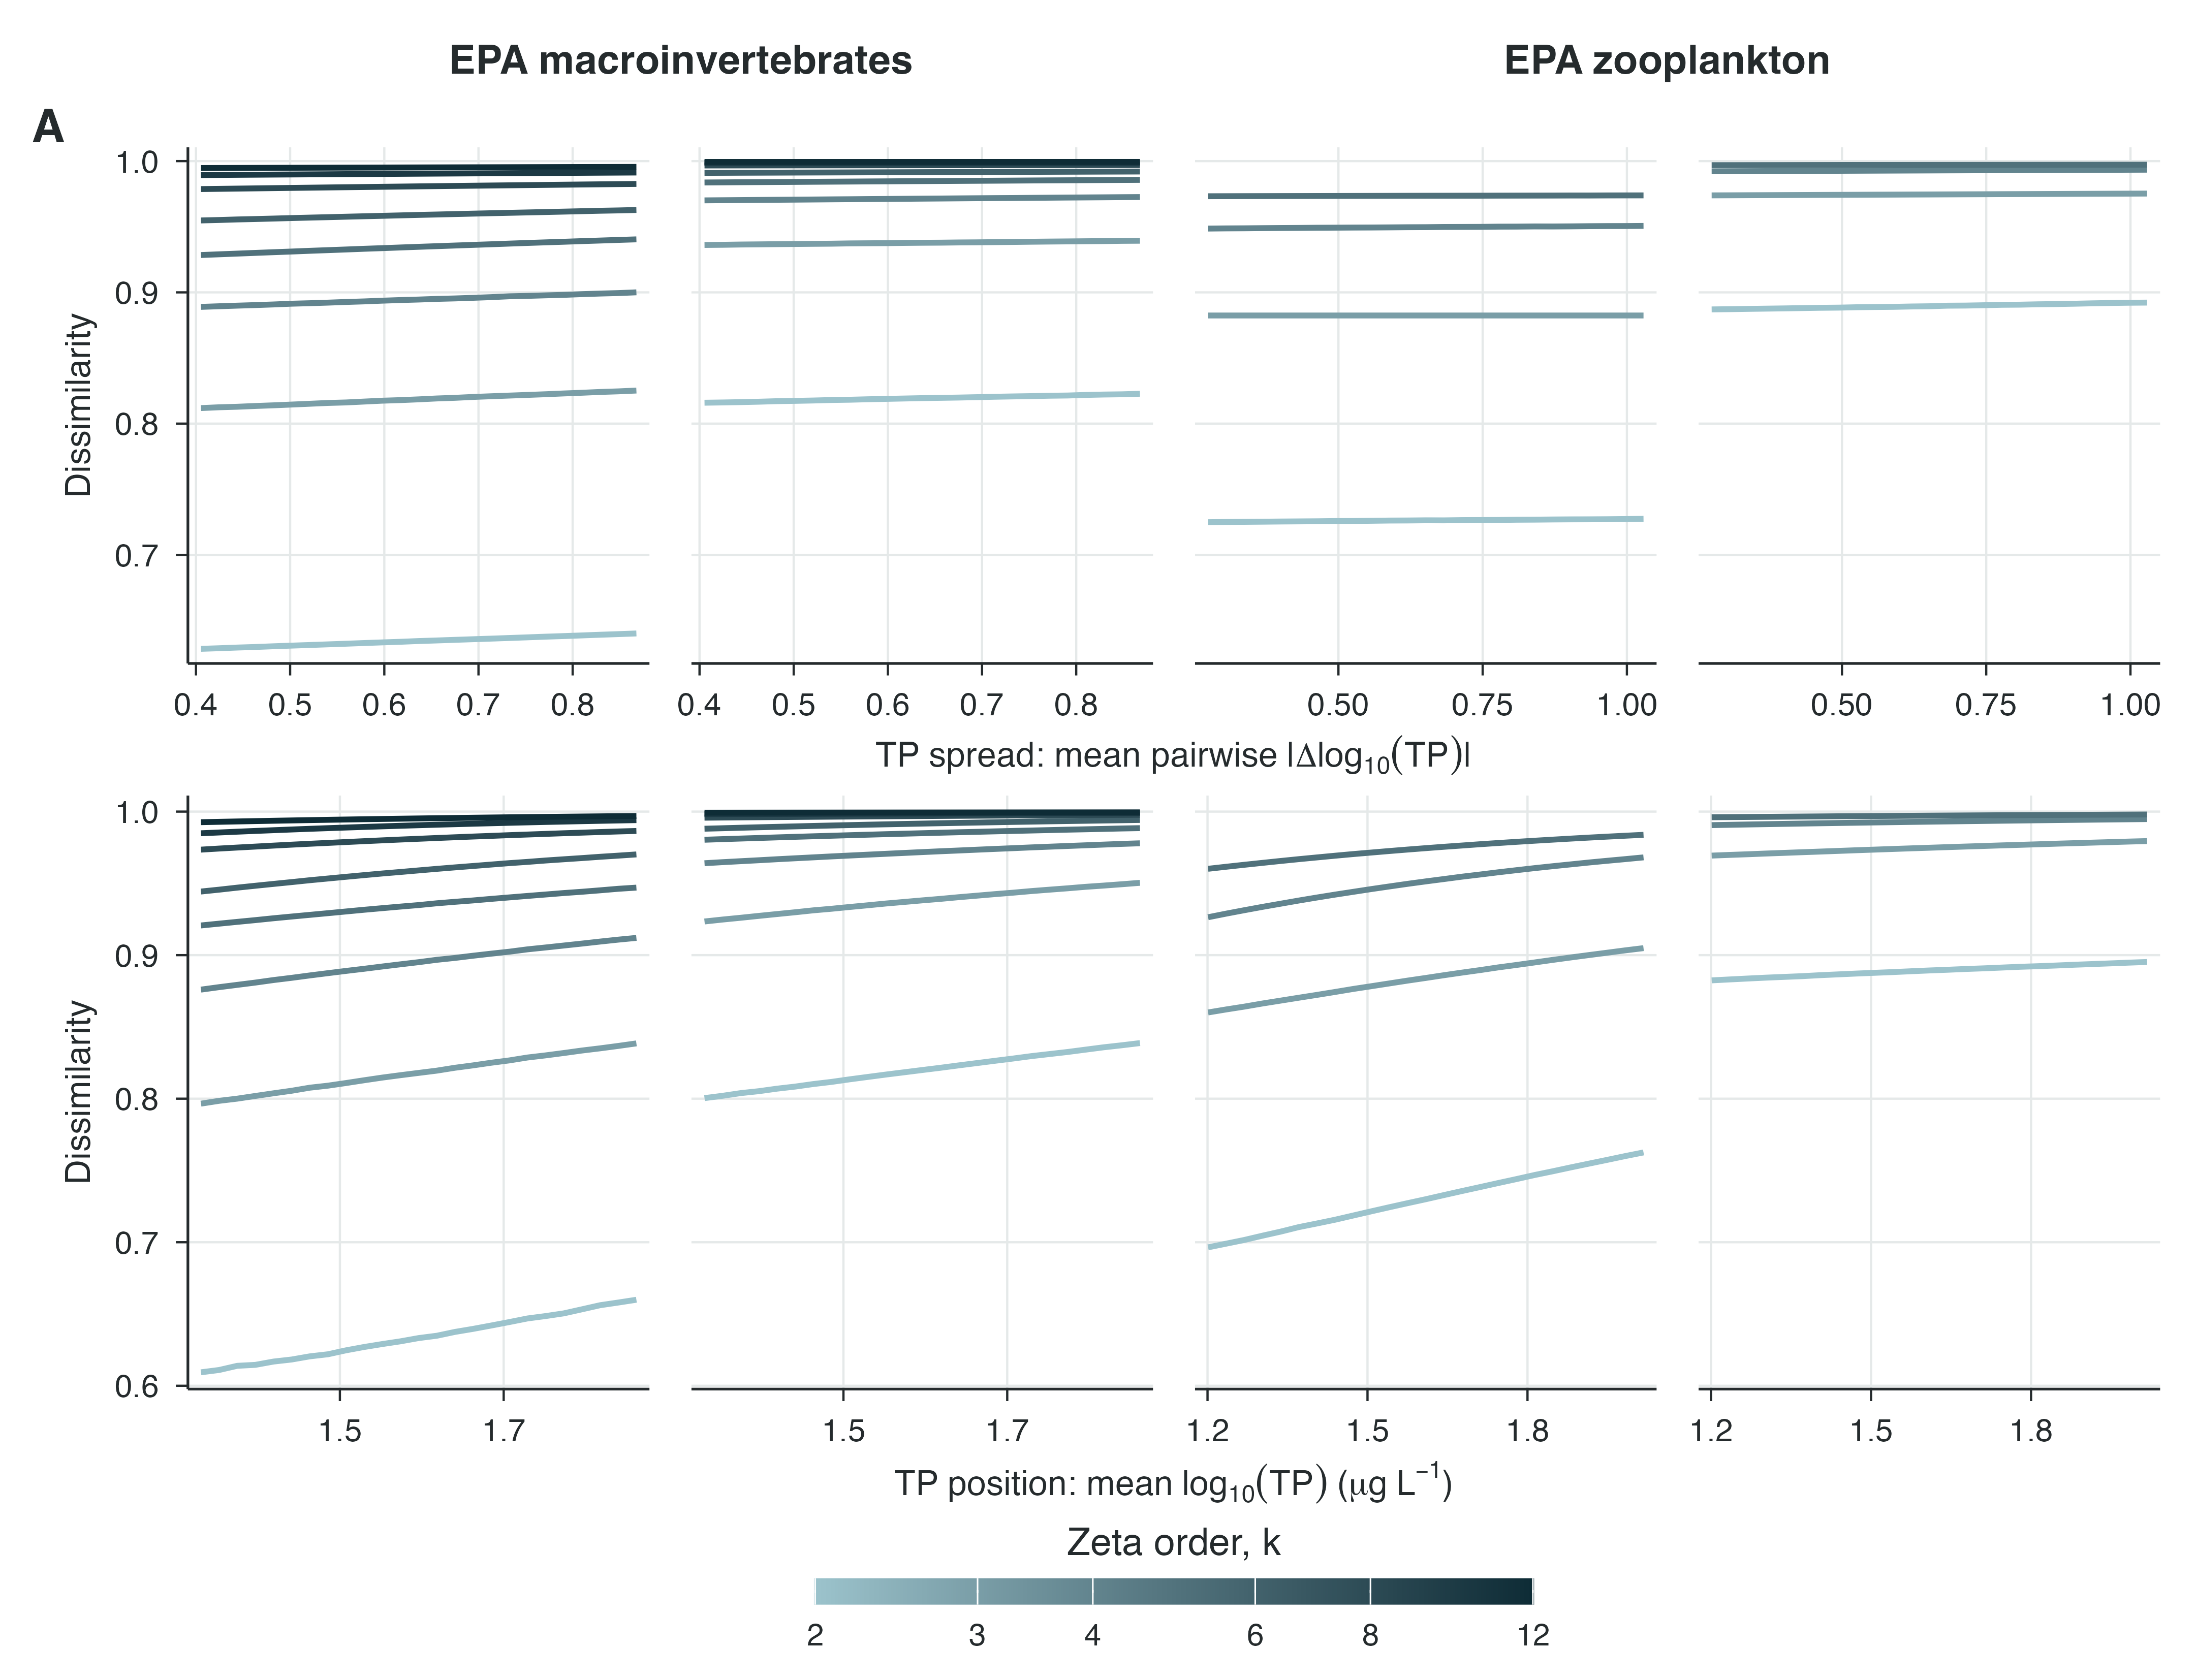 EPA macroinvertebrates EPA zooplankton
A
1.0
0.9
0.8
0.7
Dissimilarity
0.4 0.5 0.6 0.7 0.8 0.4 0.5 0.6 0.7 0.8 0.50 0.75 1.00 0.50 0.75 1.00
TP spread: mean pairwise |Δlog₁₀(TP)|
1.0
0.9
0.8
0.7
0.6
Dissimilarity
1.5 1.7 1.5 1.7 1.2 1.5 1.8 1.2 1.5 1.8
TP position: mean log₁₀(TP) (μg L⁻¹)
Zeta order, k
2 3 4 6 8 12